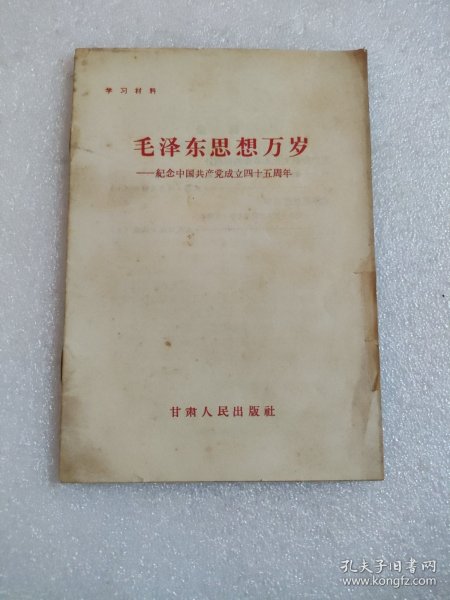 学习材料
毛泽东思想万岁
——纪念中国共产党成立四十五周年
甘肃人民出版社
孔夫子旧书网
www.kongfz.com